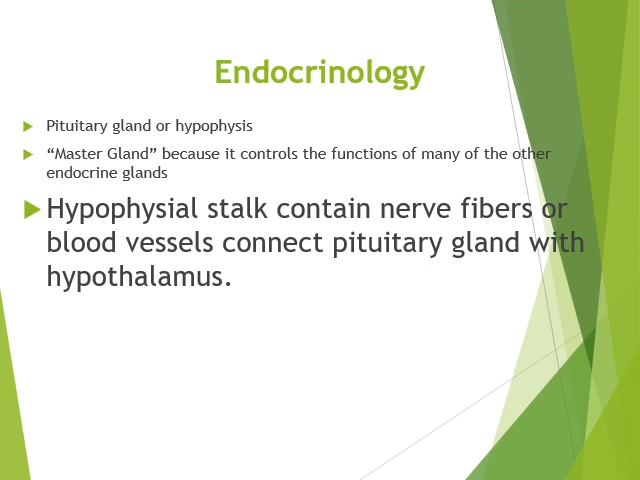 Endocrinology
Pituitary gland or hypophysis
“Master Gland” because it controls the functions of many of the other
endocrine glands
Hypophysial stalk contain nerve fibers or
blood vessels connect pituitary gland with
hypothalamus.